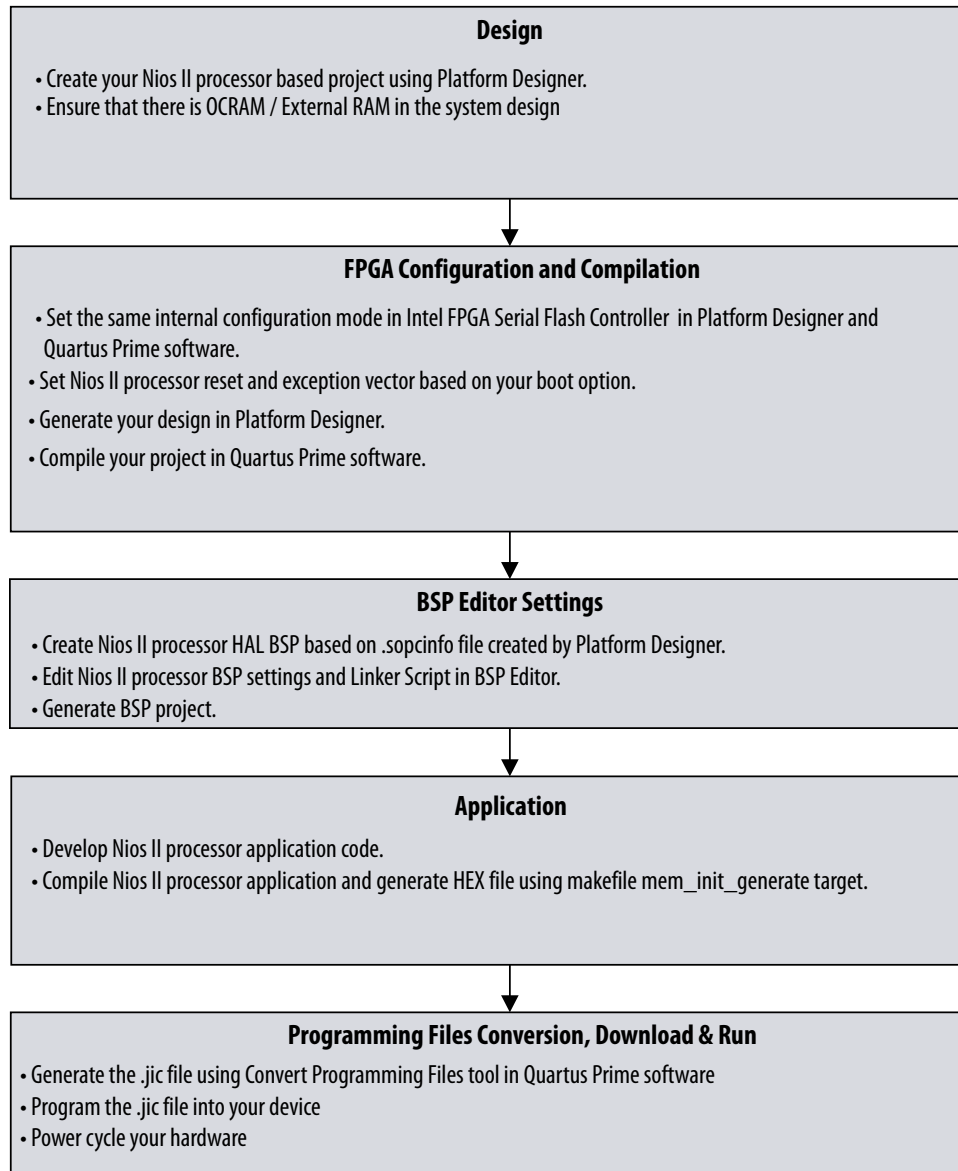 Design
• Create your Nios II processor based project using Platform Designer.
• Ensure that there is OCRAM / External RAM in the system design
FPGA Configuration and Compilation
• Set the same internal configuration mode in Intel FPGA Serial Flash Controller in Platform Designer and
Quartus Prime software.
• Set Nios II processor reset and exception vector based on your boot option.
• Generate your design in Platform Designer.
• Compile your project in Quartus Prime software.
BSP Editor Settings
• Create Nios II processor HAL BSP based on .sopcinfo file created by Platform Designer.
• Edit Nios II processor BSP settings and Linker Script in BSP Editor.
• Generate BSP project.
Application
• Develop Nios II processor application code.
• Compile Nios II processor application and generate HEX file using makefile mem_init_generate target.
Programming Files Conversion, Download & Run
• Generate the .jic file using Convert Programming Files tool in Quartus Prime software
• Program the .jic file into your device
• Power cycle your hardware